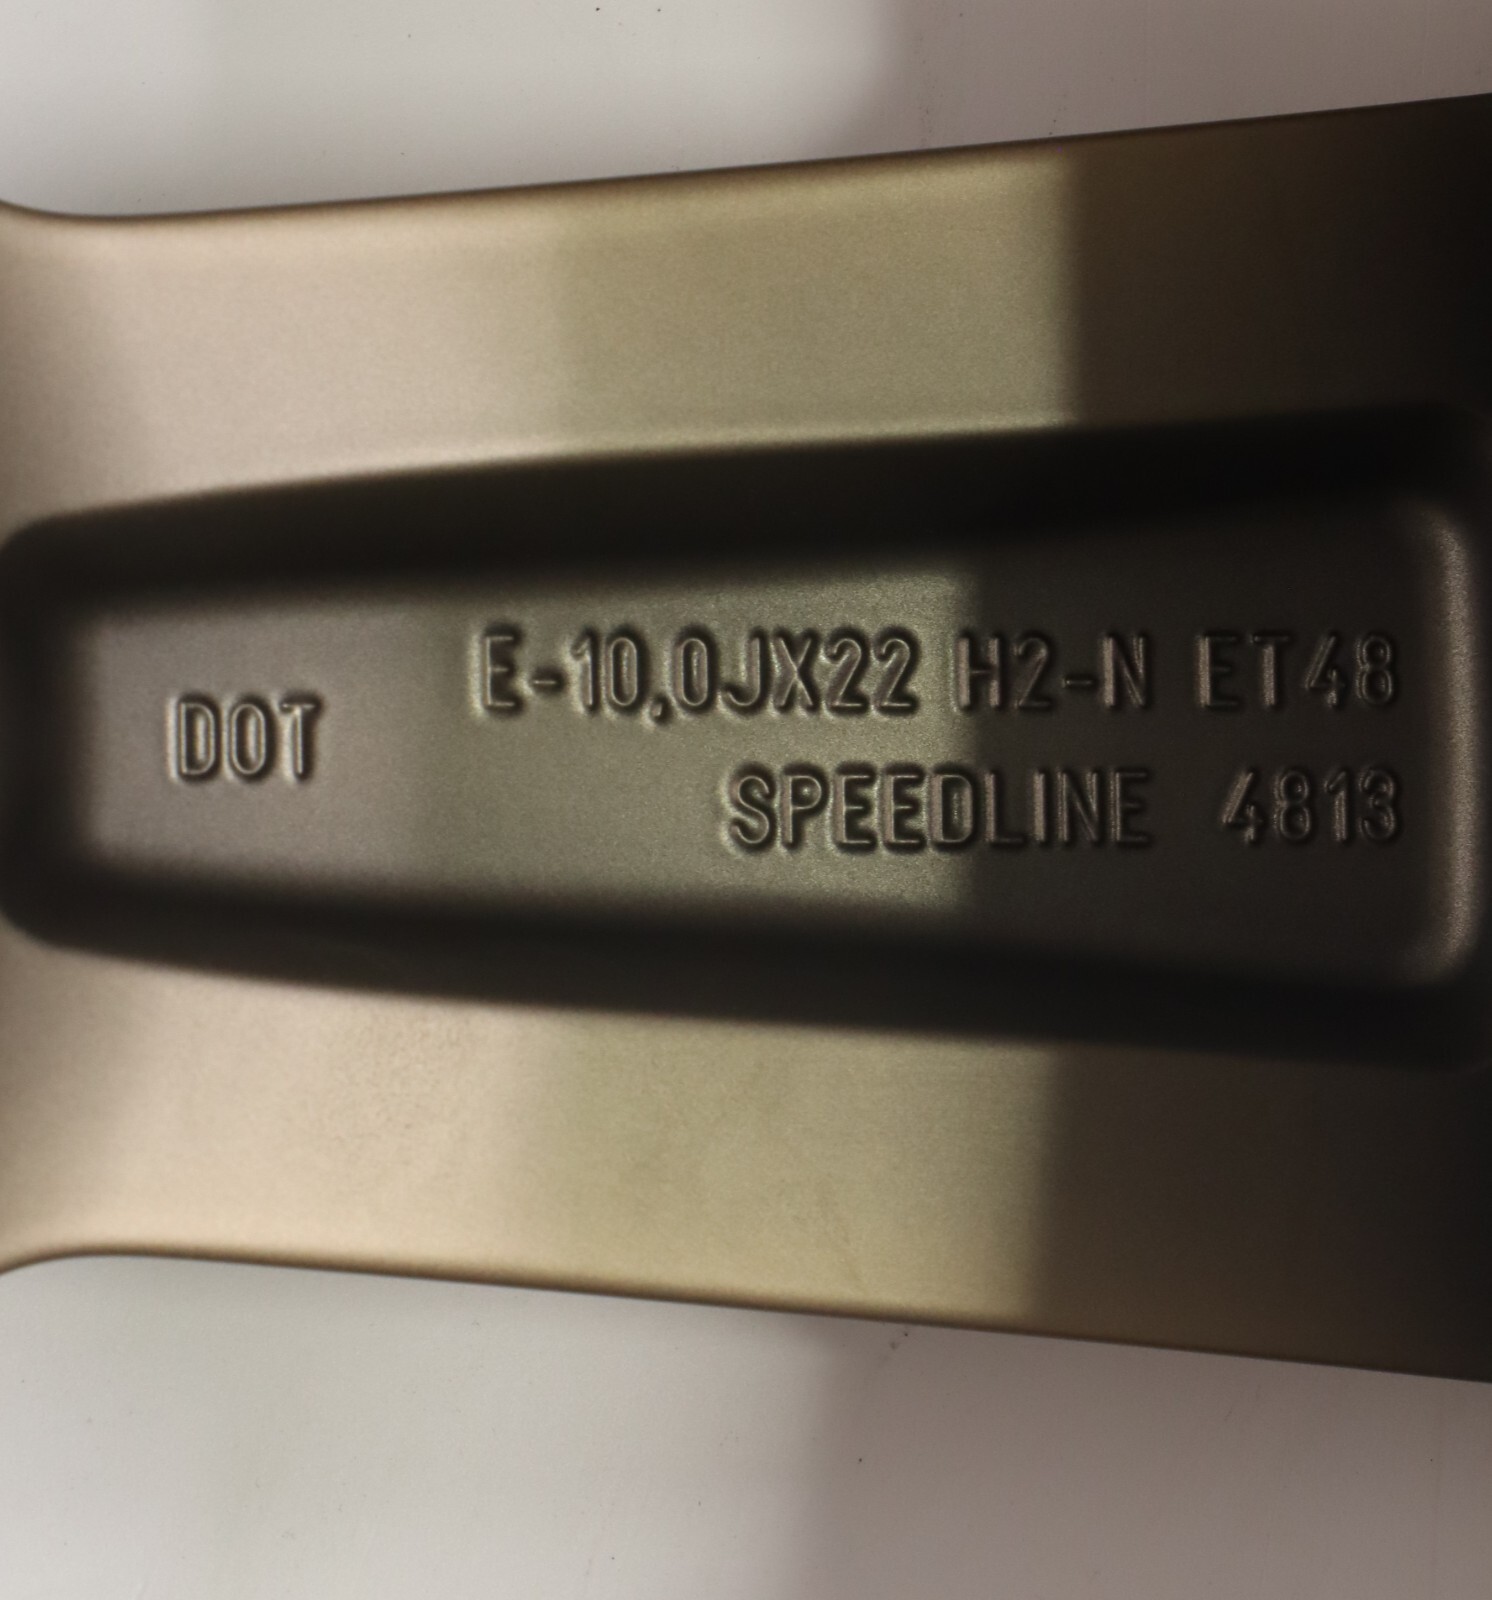 DOT
E-10,0JX22 H2-N ET48
SPEEDLINE 4813